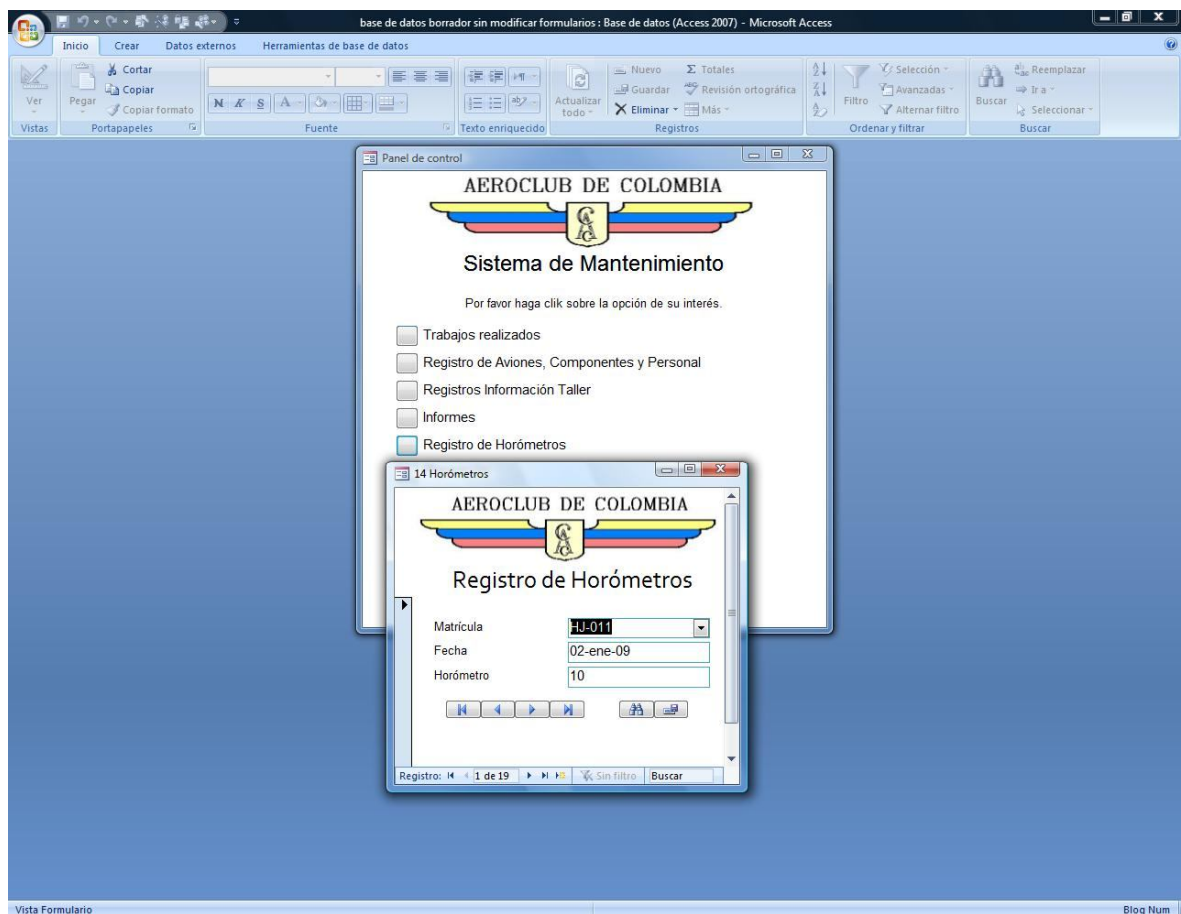 base de datos borrador sin modificar formularios : Base de datos (Access 2007) - Microsoft Access
Inicio Crear Datos externos Herramientas de base de datos
Ver
Vistas
Pegar
Cortar
Copiar
Copiar formato
Portapapeles
N K S A
Fuente
Texto enriquecido
Actualizar todo
Nuevo
Guardar
Eliminar
Totales
Revisión ortográfica
Más
Registros
Filtro
Selección
Avanzadas
Alternar filtro
Ordenar y filtrar
Buscar
Reemplazar
Ir a
Seleccionar
Buscar
Panel de control
AEROCLUB DE COLOMBIA
Sistema de Mantenimiento
Por favor haga clik sobre la opción de su interés.
Trabajos realizados
Registro de Aviones, Componentes y Personal
Registros Información Taller
Informes
Registro de Horómetros
14 Horómetros
AEROCLUB DE COLOMBIA
Registro de Horómetros
Matrícula HJ-011
Fecha 02-ene-09
Horómetro 10
Registro: 1 de 19 Sin filtro Buscar
Vista Formulario Bloq Num